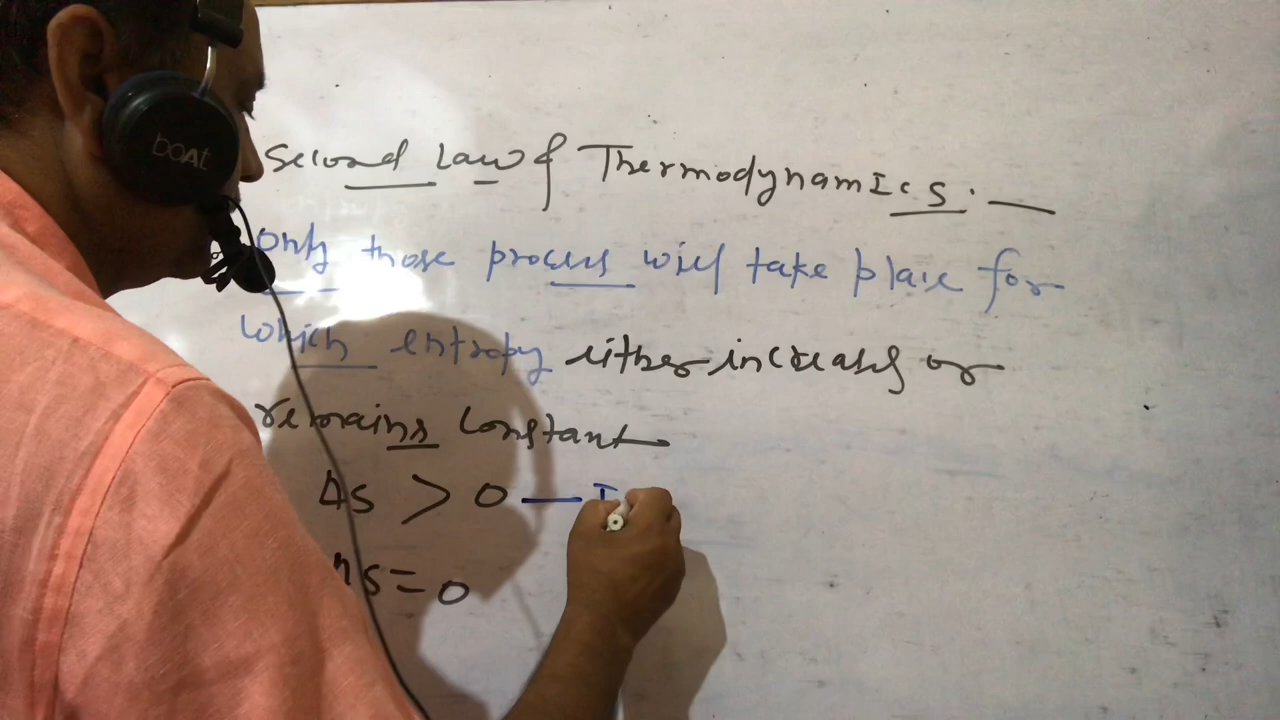 boAt
Second Law of Thermodynamics :—
Only those process will take place for
which entropy either increases or
remains constant
ΔS > 0 — I
ΔS = 0